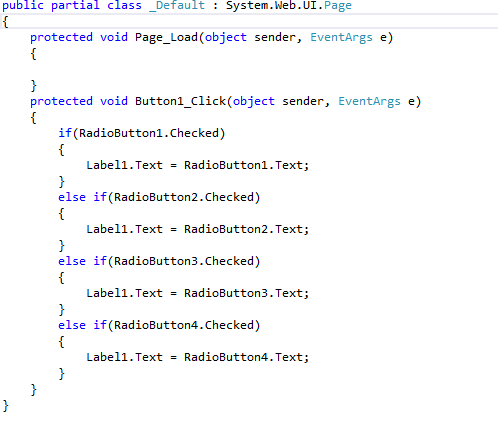 public partial class _Default : System.Web.UI.Page
{
    protected void Page_Load(object sender, EventArgs e)
    {
    }
    protected void Button1_Click(object sender, EventArgs e)
    {
        if(RadioButton1.Checked)
        {
            Label1.Text = RadioButton1.Text;
        }
        else if(RadioButton2.Checked)
        {
            Label1.Text = RadioButton2.Text;
        }
        else if(RadioButton3.Checked)
        {
            Label1.Text = RadioButton3.Text;
        }
        else if(RadioButton4.Checked)
        {
            Label1.Text = RadioButton4.Text;
        }
    }
}